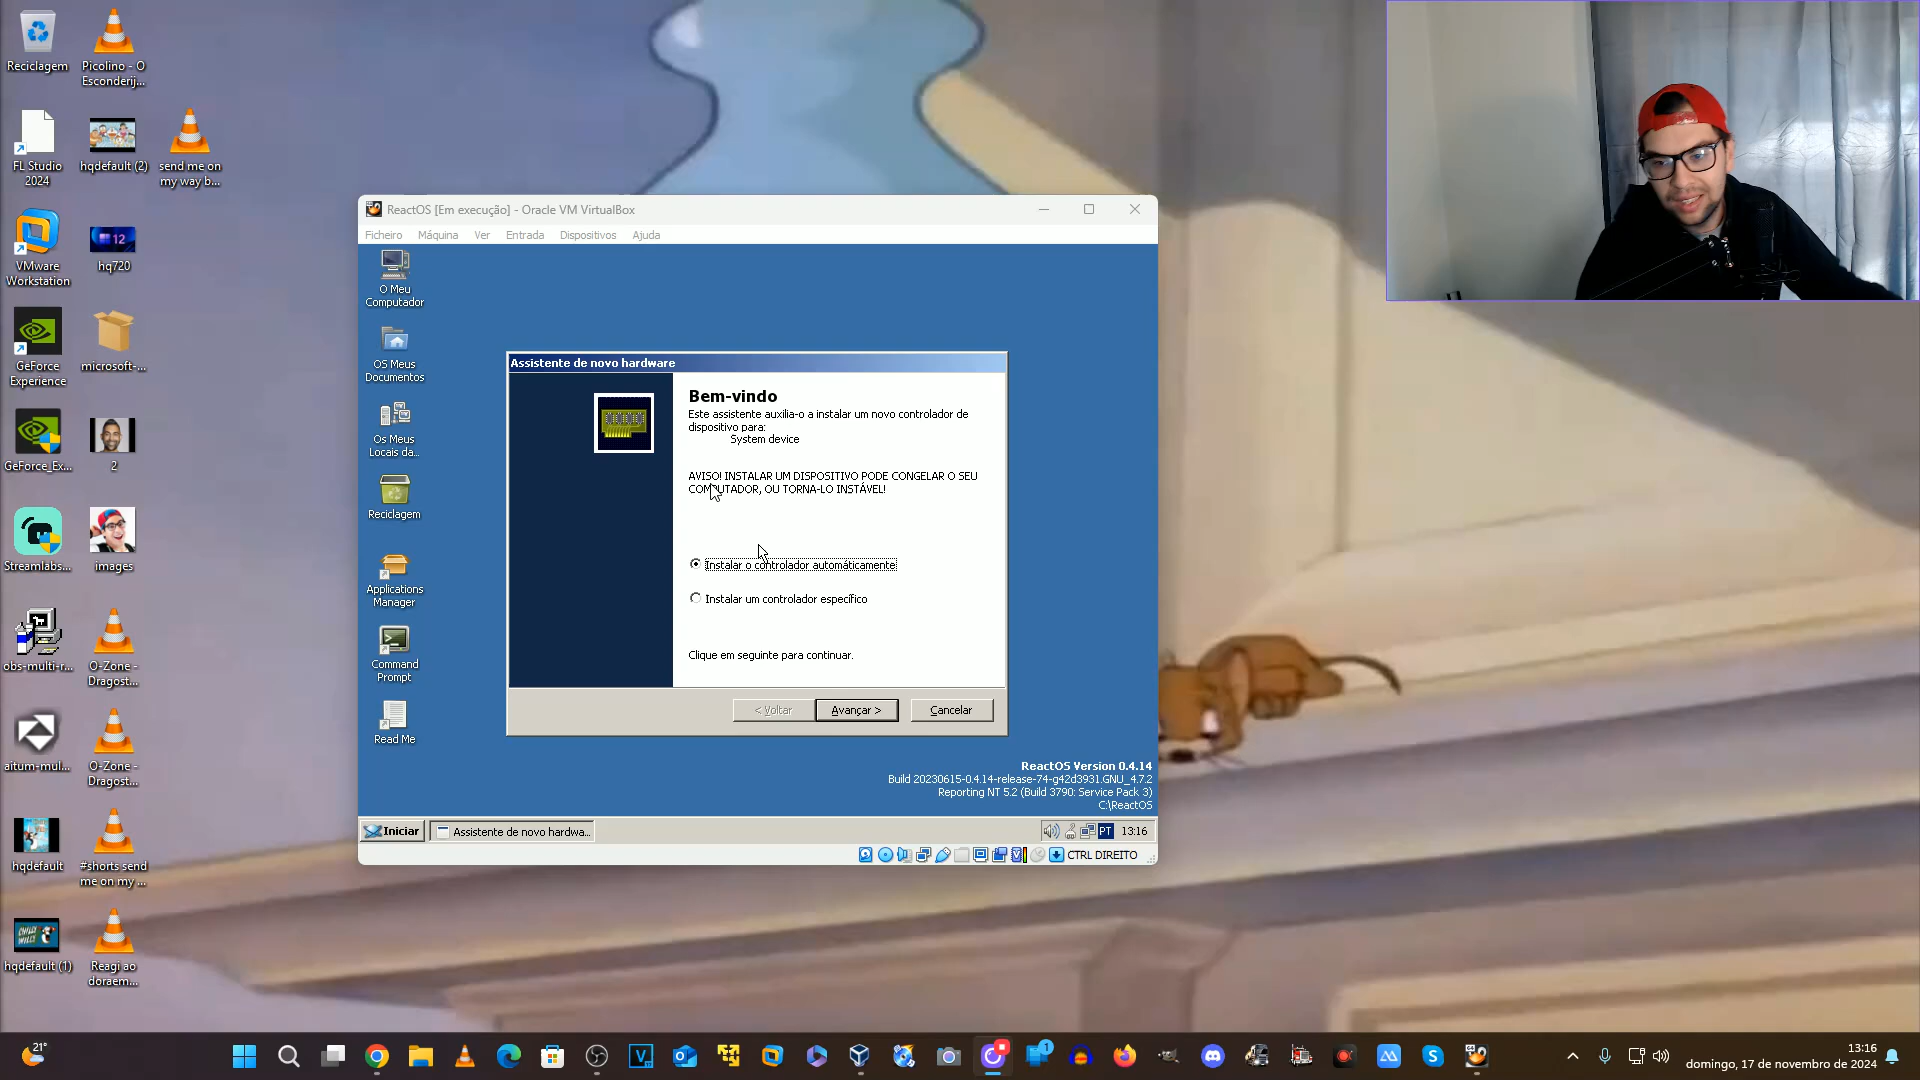 Reciclagem
Picolino - O
Esconderij...
FL Studio
2024
hqdefault (2)
send me on
my way b...
VMware
Workstation
hq720
GeForce
Experience
microsoft-...
GeForce_Ex...
2
Streamlabs...
images
obs-multi-r...
O-Zone -
Dragost...
aitum-mul...
O-Zone -
Dragost...
hqdefault
#shorts send
me on my ...
hqdefault (1)
Reagi ao
doraem...
ReactOS [Em execução] - Oracle VM VirtualBox
Ficheiro Máquina Ver Entrada Dispositivos Ajuda
O Meu
Computador
OS Meus
Documentos
Os Meus
Locais da...
Reciclagem
Applications
Manager
Command
Prompt
Read Me
Assistente de novo hardware
Bem-vindo
Este assistente auxilia-o a instalar um novo controlador de
dispositivo para:
System device
AVISO! INSTALAR UM DISPOSITIVO PODE CONGELAR O SEU
COMPUTADOR, OU TORNA-LO INSTÁVEL!
Instalar o controlador automáticamente
Instalar um controlador específico
Clique em seguinte para continuar.
< Voltar Avançar > Cancelar
ReactOS Version 0.4.14
Build 20230615-0.4.14-release-74-g42d3931.GNU_4.7.2
Reporting NT 5.2 (Build 3790: Service Pack 3)
C:\ReactOS
Iniciar Assistente de novo hardwa... PT 13:16
CTRL DIREITO
21°
1
13:16
domingo, 17 de novembro de 2024